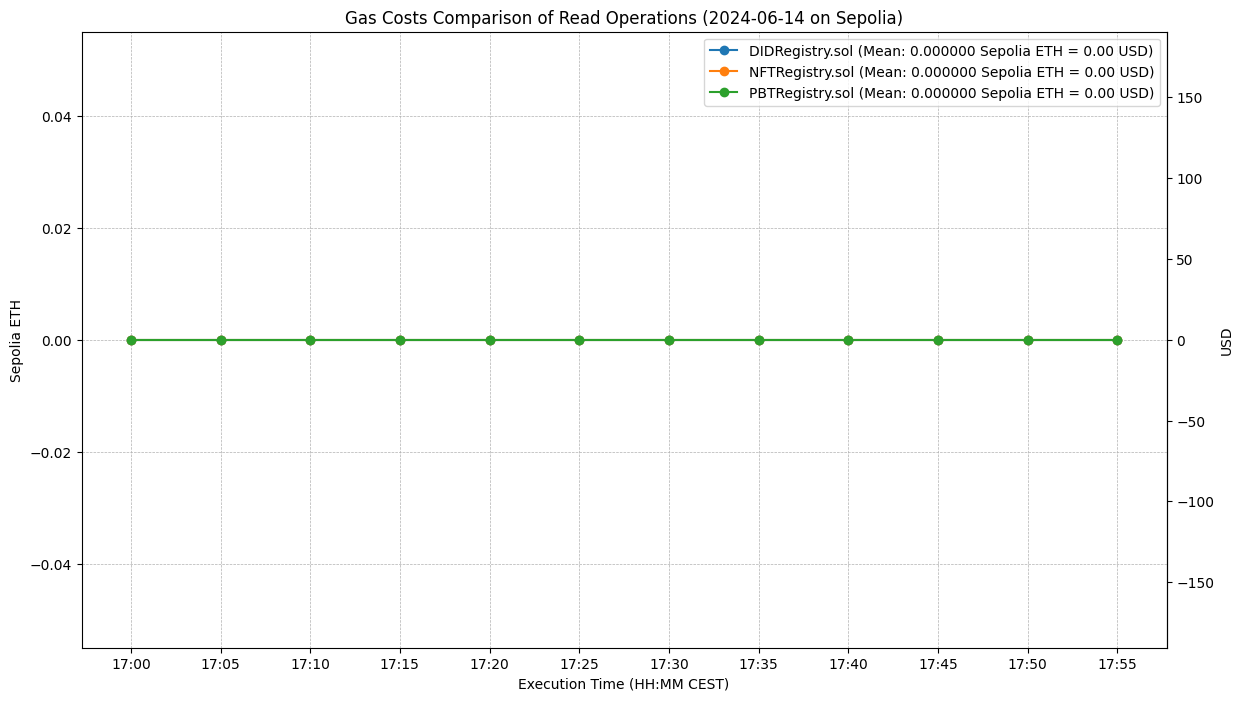 Gas Costs Comparison of Read Operations (2024-06-14 on Sepolia)
DIDRegistry.sol (Mean: 0.000000 Sepolia ETH = 0.00 USD)
NFTRegistry.sol (Mean: 0.000000 Sepolia ETH = 0.00 USD)
PBTRegistry.sol (Mean: 0.000000 Sepolia ETH = 0.00 USD)
Sepolia ETH
0.04
0.02
0.00
−0.02
−0.04
150
100
50
0
−50
−100
−150
USD
17:00 17:05 17:10 17:15 17:20 17:25 17:30 17:35 17:40 17:45 17:50 17:55
Execution Time (HH:MM CEST)